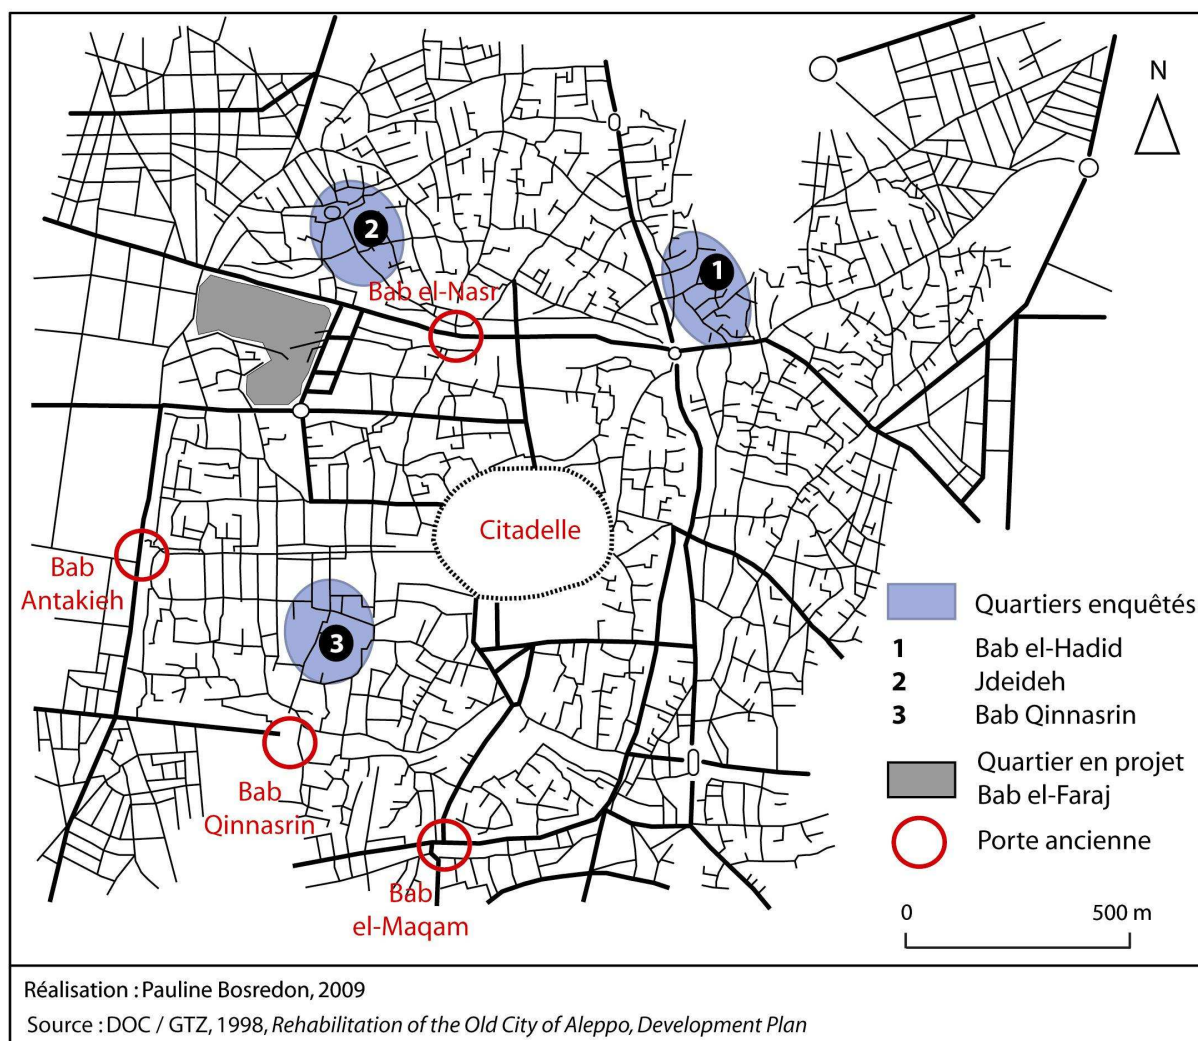 N
2
1
Bab el-Nasr
Citadelle
Bab
Antakieh
3
Bab
Qinnasrin
Bab
el-Maqam
Quartiers enquêtés
1 Bab el-Hadid
2 Jdeideh
3 Bab Qinnasrin
Quartier en projet
Bab el-Faraj
Porte ancienne
0 500 m
Réalisation : Pauline Bosredon, 2009
Source : DOC / GTZ, 1998, Rehabilitation of the Old City of Aleppo, Development Plan